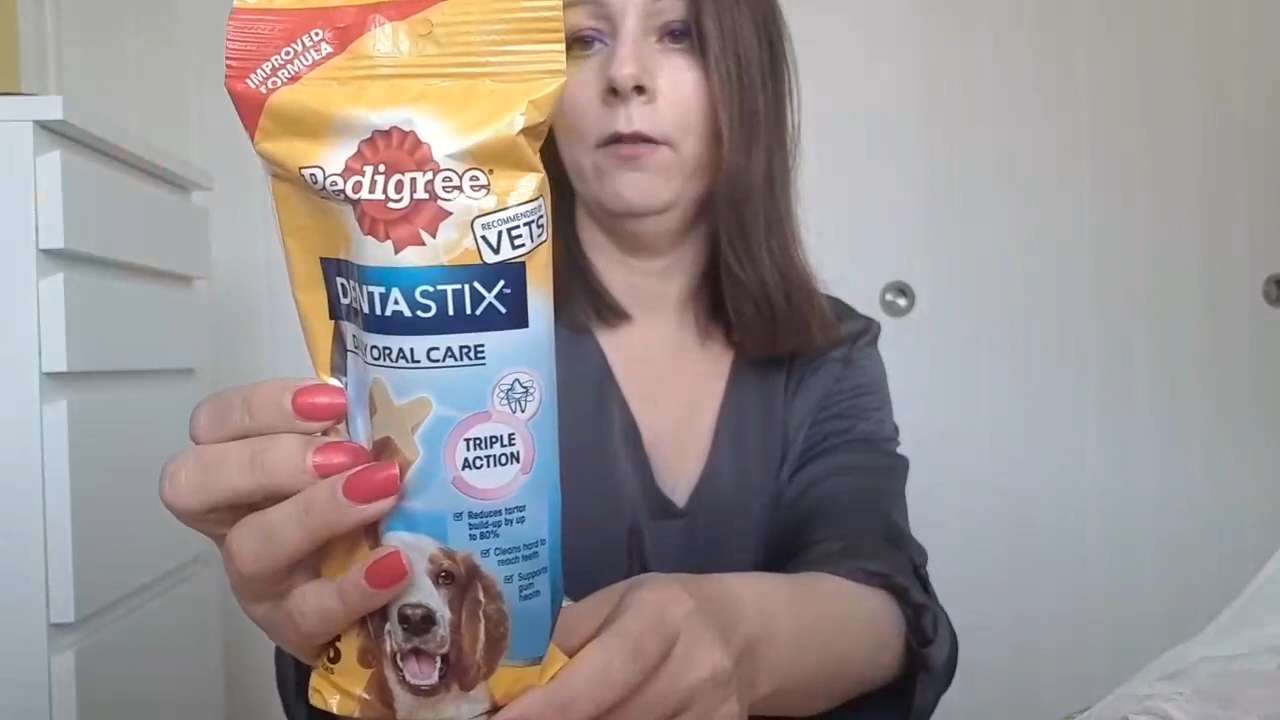 IMPROVED
FORMULA
Pedigree
RECOMMENDED BY
VETS
DENTASTIX™
ORAL CARE
TRIPLE
ACTION
Reduces tartar
build-up by up
to 80%
Cleans hard to
reach teeth
Supports
gum
health